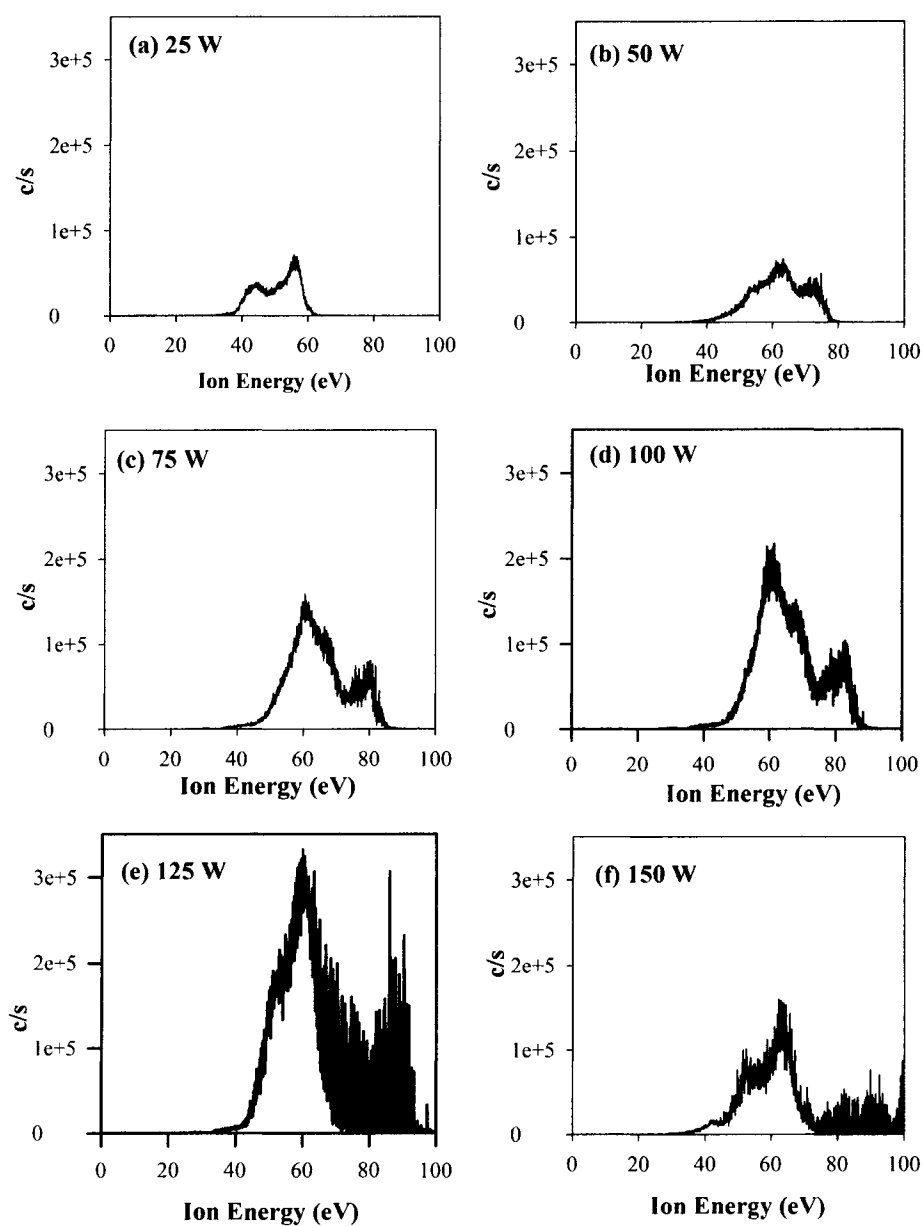 (a) 25 W
3e+5
2e+5
1e+5
0
c/s
0 20 40 60 80 100
Ion Energy (eV)
(b) 50 W
3e+5
2e+5
1e+5
0
c/s
0 20 40 60 80 100
Ion Energy (eV)
(c) 75 W
3e+5
2e+5
1e+5
0
c/s
0 20 40 60 80 100
Ion Energy (eV)
(d) 100 W
3e+5
2e+5
1e+5
0
c/s
0 20 40 60 80 100
Ion Energy (eV)
(e) 125 W
3e+5
2e+5
1e+5
0
c/s
0 20 40 60 80 100
Ion Energy (eV)
(f) 150 W
3e+5
2e+5
1e+5
0
c/s
0 20 40 60 80 100
Ion Energy (eV)